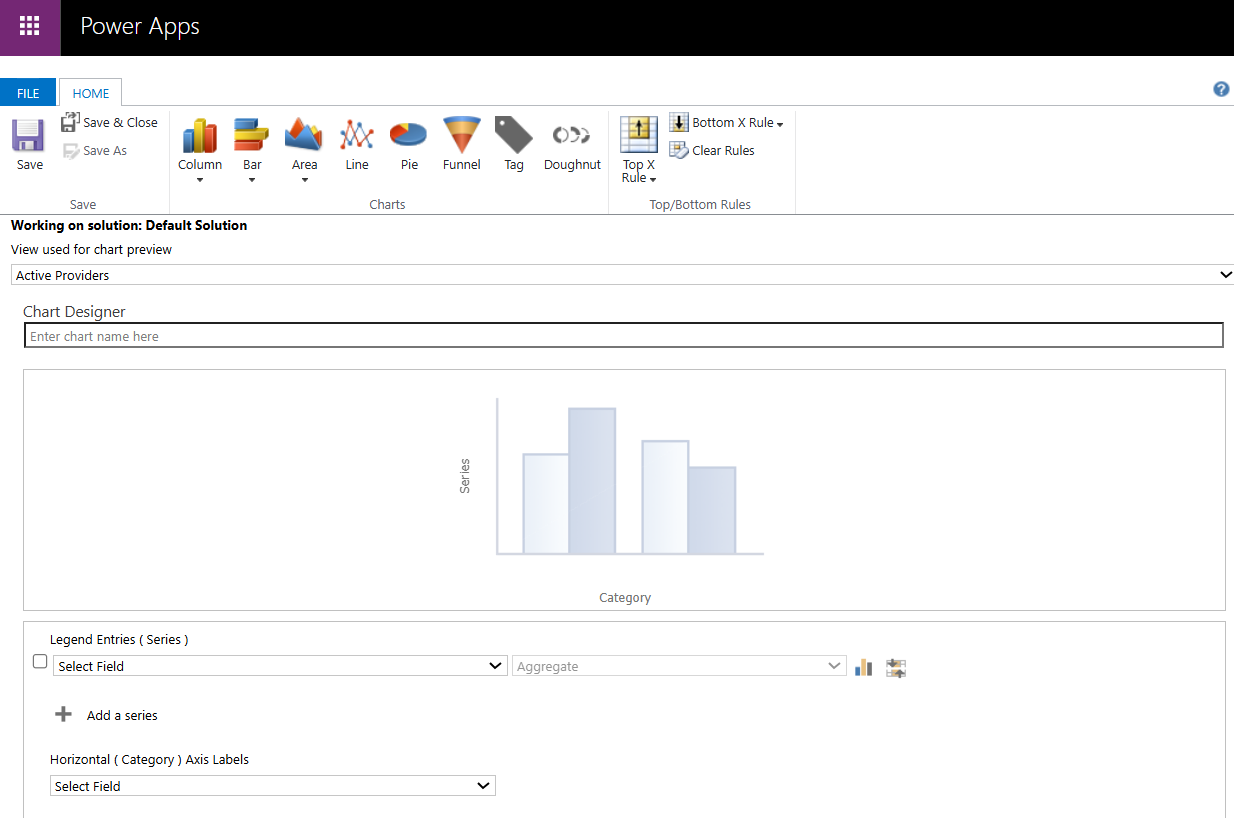 Power Apps
FILE
HOME
?
Save
Save & Close
Save As
Column
Bar
Area
Line
Pie
Funnel
Tag
Doughnut
Top X
Rule
Bottom X Rule
Clear Rules
Save
Charts
Top/Bottom Rules
Working on solution: Default Solution
View used for chart preview
Active Providers
Chart Designer
Enter chart name here
Series
Category
Legend Entries ( Series )
Select Field
Aggregate
Add a series
Horizontal ( Category ) Axis Labels
Select Field